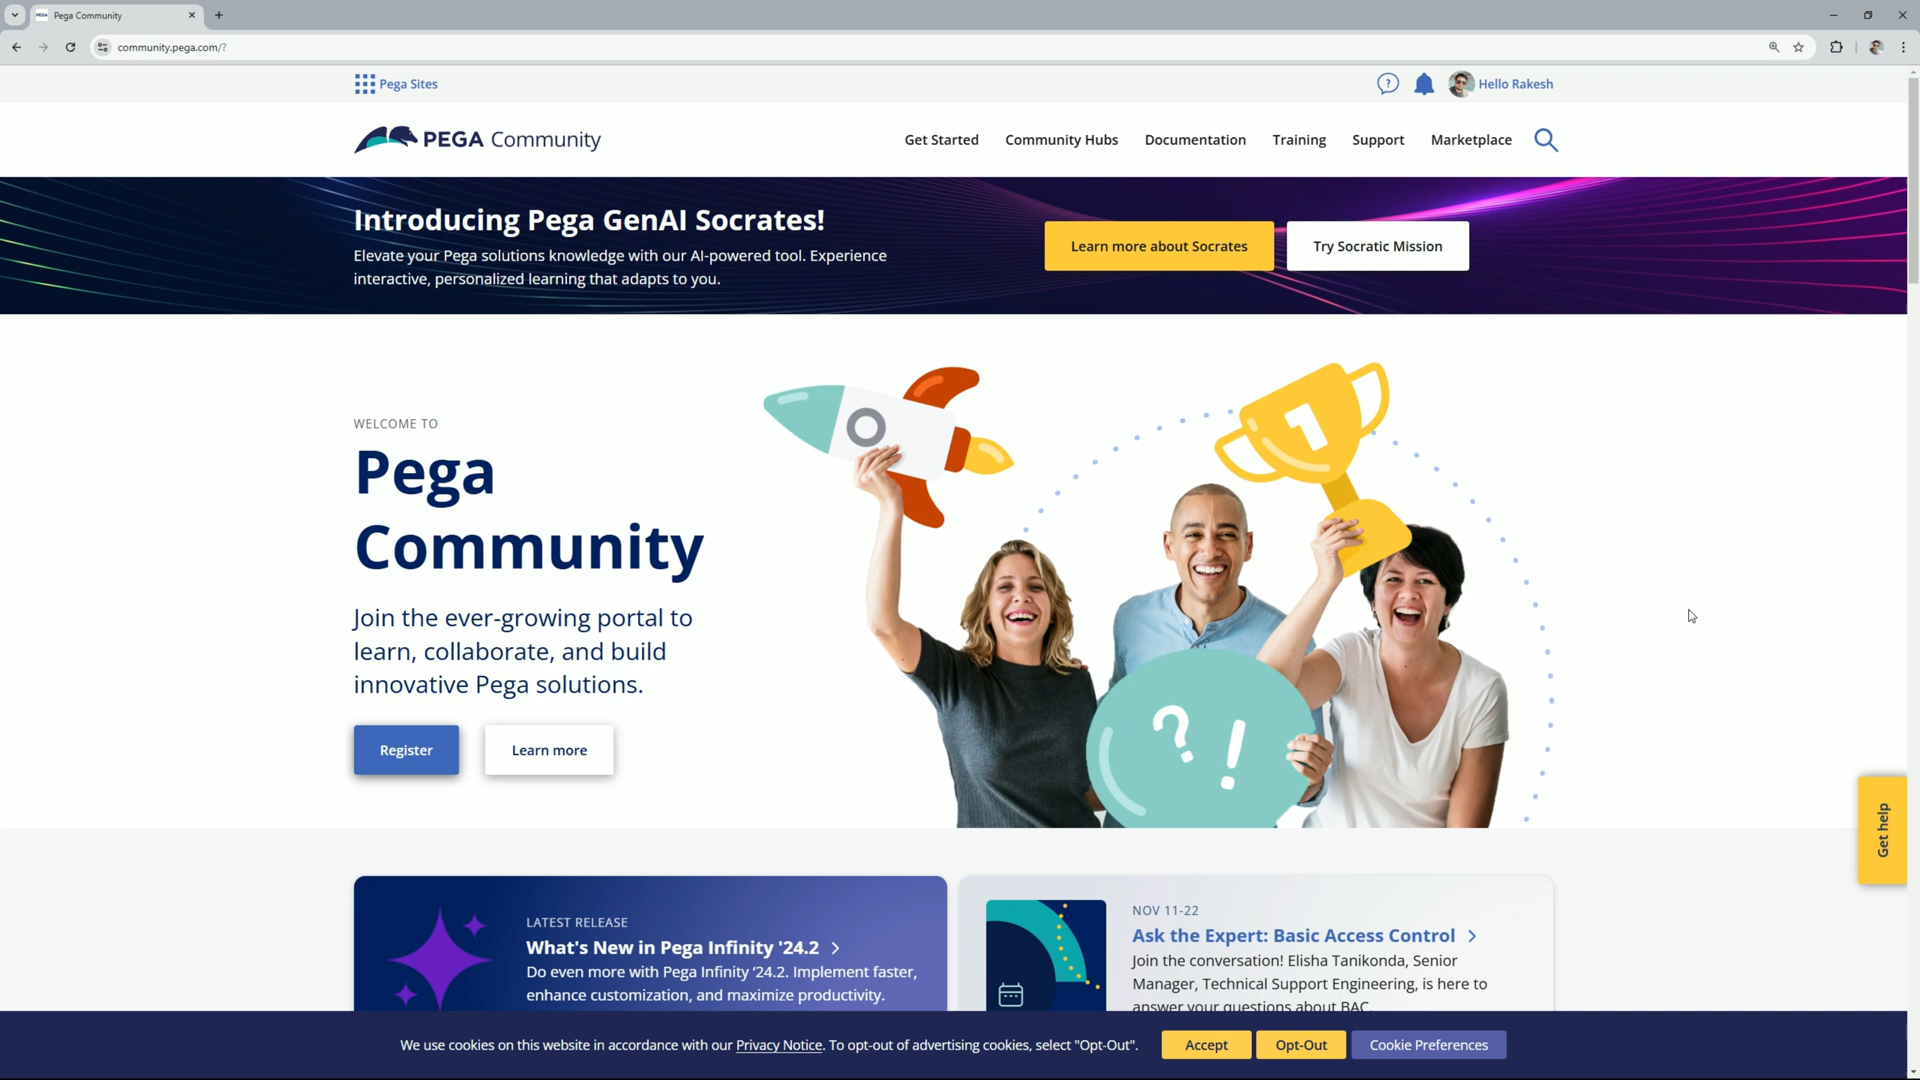 Pega Community
community.pega.com/?
Pega Sites
?
Hello Rakesh
PEGA Community
Get Started
Community Hubs
Documentation
Training
Support
Marketplace
Introducing Pega GenAI Socrates!
Elevate your Pega solutions knowledge with our AI-powered tool. Experience
interactive, personalized learning that adapts to you.
Learn more about Socrates
Try Socratic Mission
WELCOME TO
Pega
Community
Join the ever-growing portal to
learn, collaborate, and build
innovative Pega solutions.
Register
Learn more
1
? !
Get help
LATEST RELEASE
What's New in Pega Infinity '24.2
Do even more with Pega Infinity ‘24.2. Implement faster,
enhance customization, and maximize productivity.
NOV 11-22
Ask the Expert: Basic Access Control
Join the conversation! Elisha Tanikonda, Senior
Manager, Technical Support Engineering, is here to
answer your questions about BAC.
We use cookies on this website in accordance with our Privacy Notice. To opt-out of advertising cookies, select "Opt-Out".
Accept
Opt-Out
Cookie Preferences